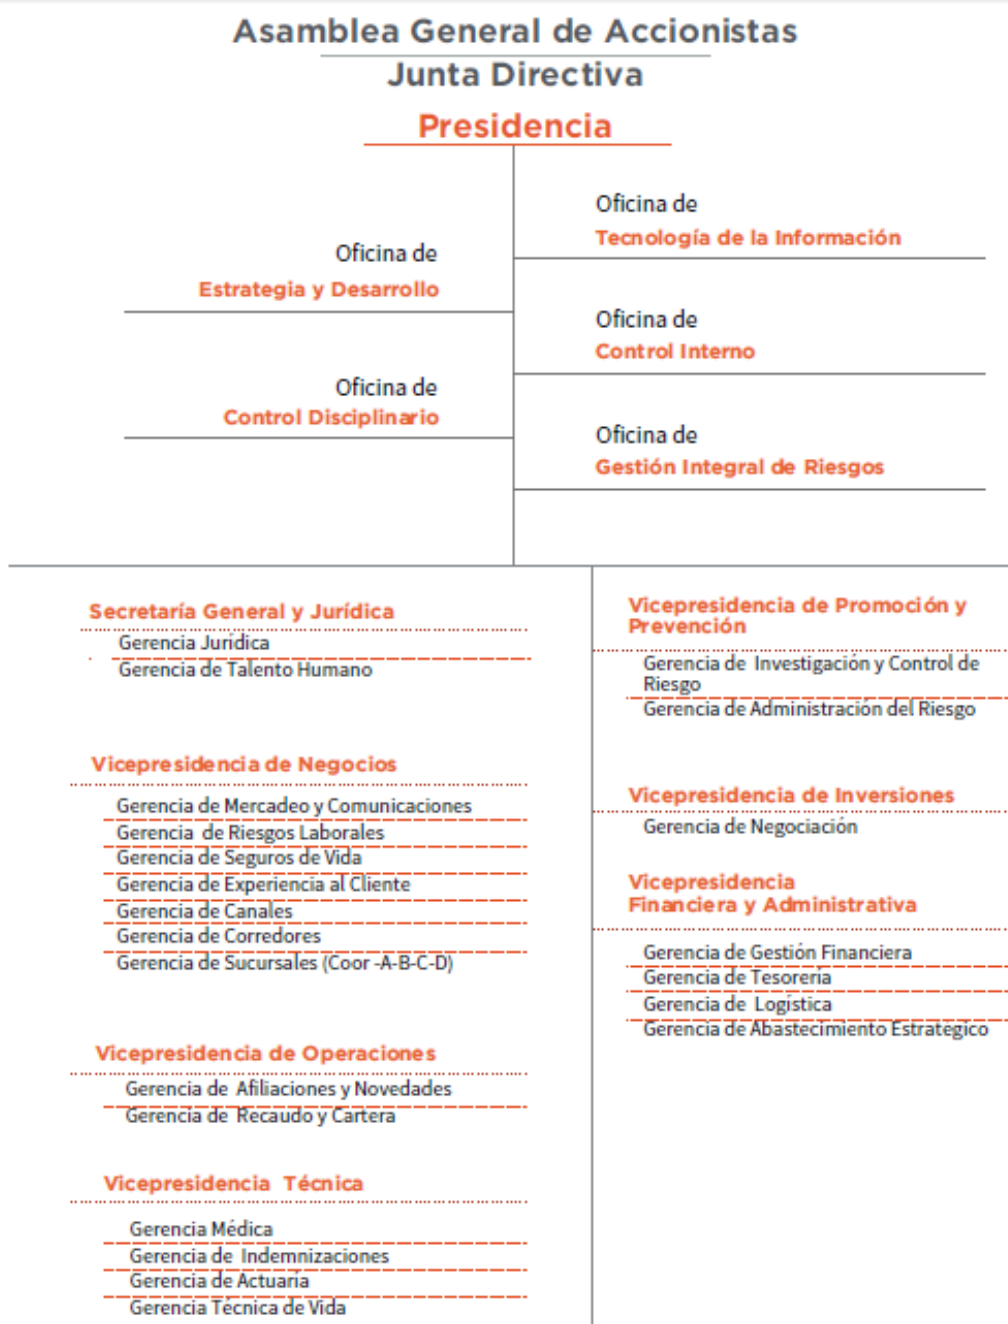 Asamblea General de Accionistas
Junta Directiva
Presidencia
Oficina de
Tecnología de la Información
Oficina de
Estrategia y Desarrollo
Oficina de
Control Interno
Oficina de
Control Disciplinario
Oficina de
Gestión Integral de Riesgos
Secretaría General y Jurídica
Gerencia Jurídica
Gerencia de Talento Humano
Vicepresidencia de Negocios
Gerencia de Mercadeo y Comunicaciones
Gerencia de Riesgos Laborales
Gerencia de Seguros de Vida
Gerencia de Experiencia al Cliente
Gerencia de Canales
Gerencia de Corredores
Gerencia de Sucursales (Coor -A-B-C-D)
Vicepresidencia de Operaciones
Gerencia de Afiliaciones y Novedades
Gerencia de Recaudo y Cartera
Vicepresidencia Técnica
Gerencia Médica
Gerencia de Indemnizaciones
Gerencia de Actuaría
Gerencia Técnica de Vida
Vicepresidencia de Promoción y
Prevención
Gerencia de Investigación y Control de
Riesgo
Gerencia de Administración del Riesgo
Vicepresidencia de Inversiones
Gerencia de Negociación
Vicepresidencia
Financiera y Administrativa
Gerencia de Gestión Financiera
Gerencia de Tesorería
Gerencia de Logística
Gerencia de Abastecimiento Estratégico